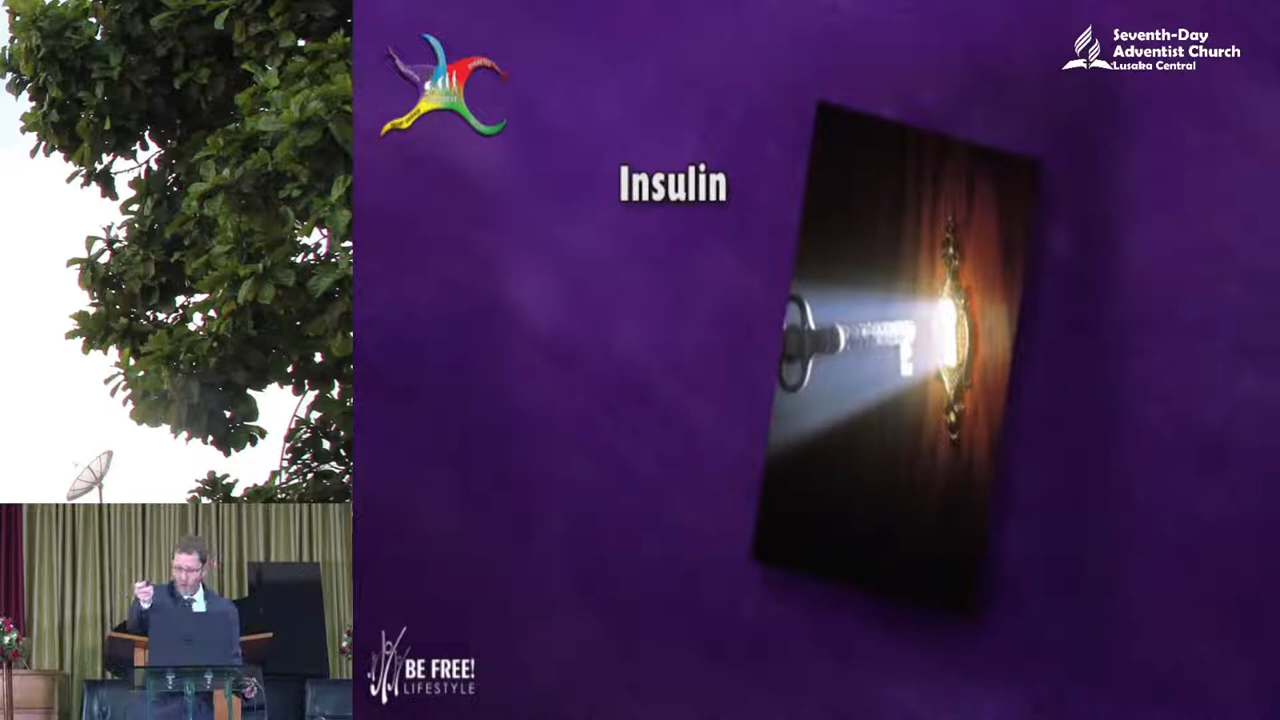 Seventh-Day
Adventist Church
Lusaka Central
Insulin
BE FREE!
LIFESTYLE